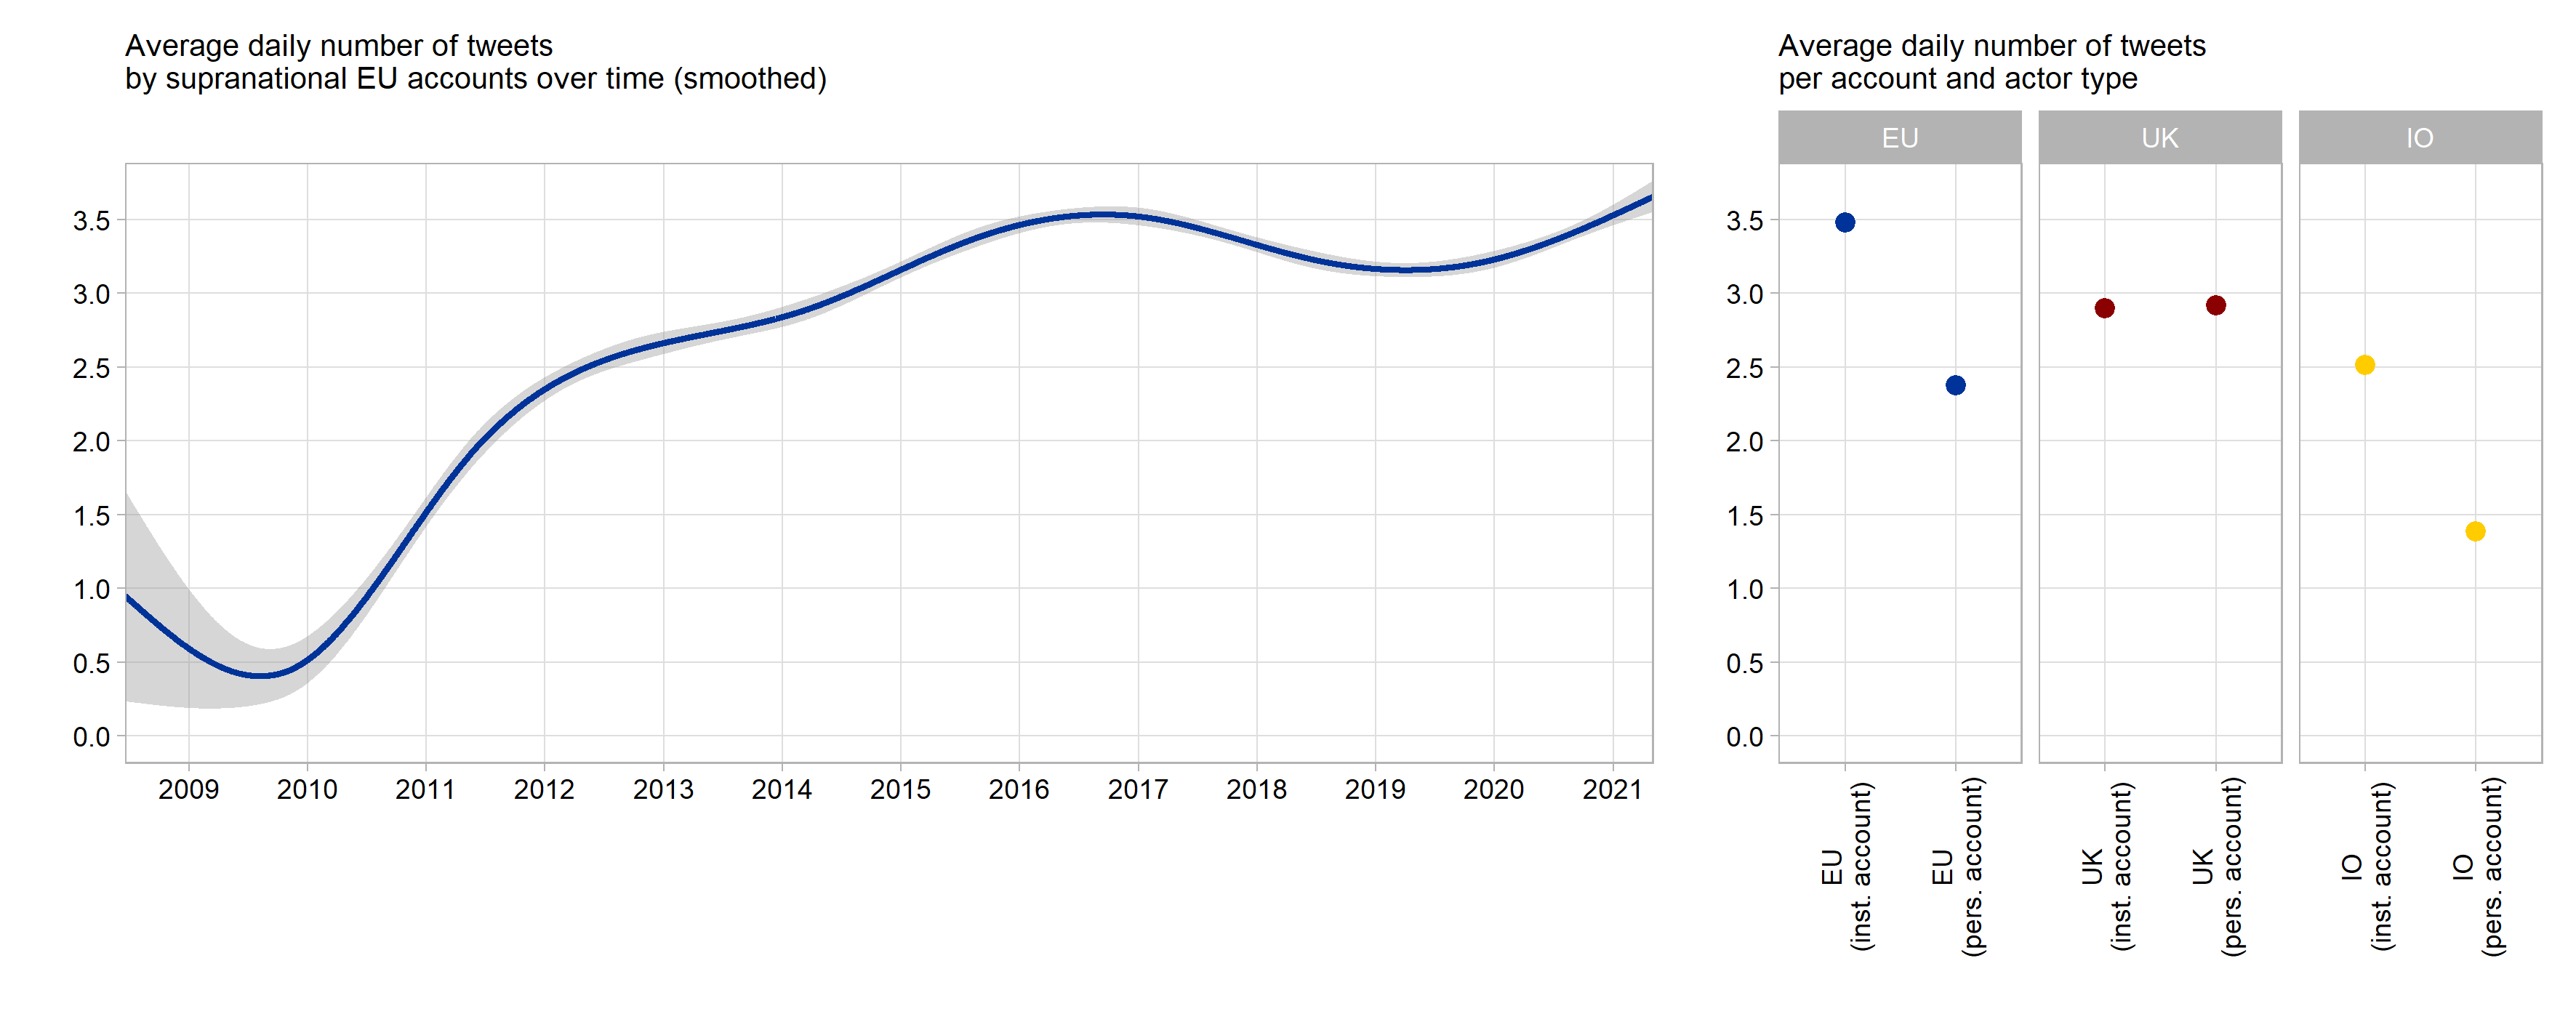 Average daily number of tweets
by supranational EU accounts over time (smoothed)
3.5
3.0
2.5
2.0
1.5
1.0
0.5
0.0
2009 2010 2011 2012 2013 2014 2015 2016 2017 2018 2019 2020 2021
Average daily number of tweets
per account and actor type
EU UK IO
3.5
3.0
2.5
2.0
1.5
1.0
0.5
0.0
EU
(inst. account)
EU
(pers. account)
UK
(inst. account)
UK
(pers. account)
IO
(inst. account)
IO
(pers. account)